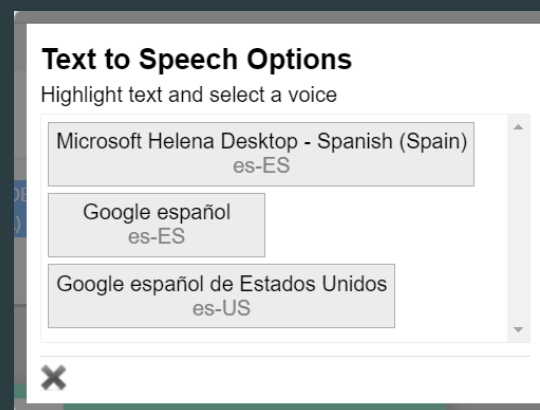 Text to Speech Options
Highlight text and select a voice
Microsoft Helena Desktop - Spanish (Spain)
es-ES
Google español
es-ES
Google español de Estados Unidos
es-US